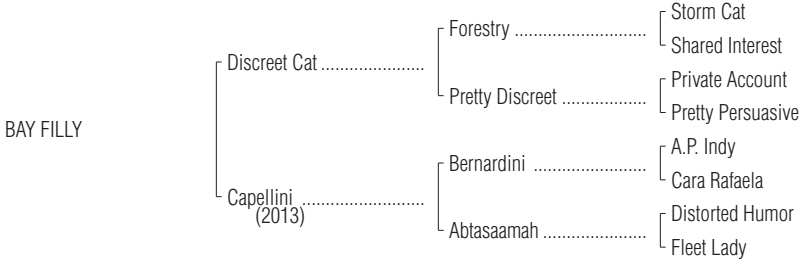 BAY FILLY
Discreet Cat ......................
Capellini ................................
(2013)
Forestry ..................................
Pretty Discreet ......................
Bernardini ..............................
Abtasaamah ...........................
Storm Cat
Shared Interest
Private Account
Pretty Persuasive
A.P. Indy
Cara Rafaela
Distorted Humor
Fleet Lady